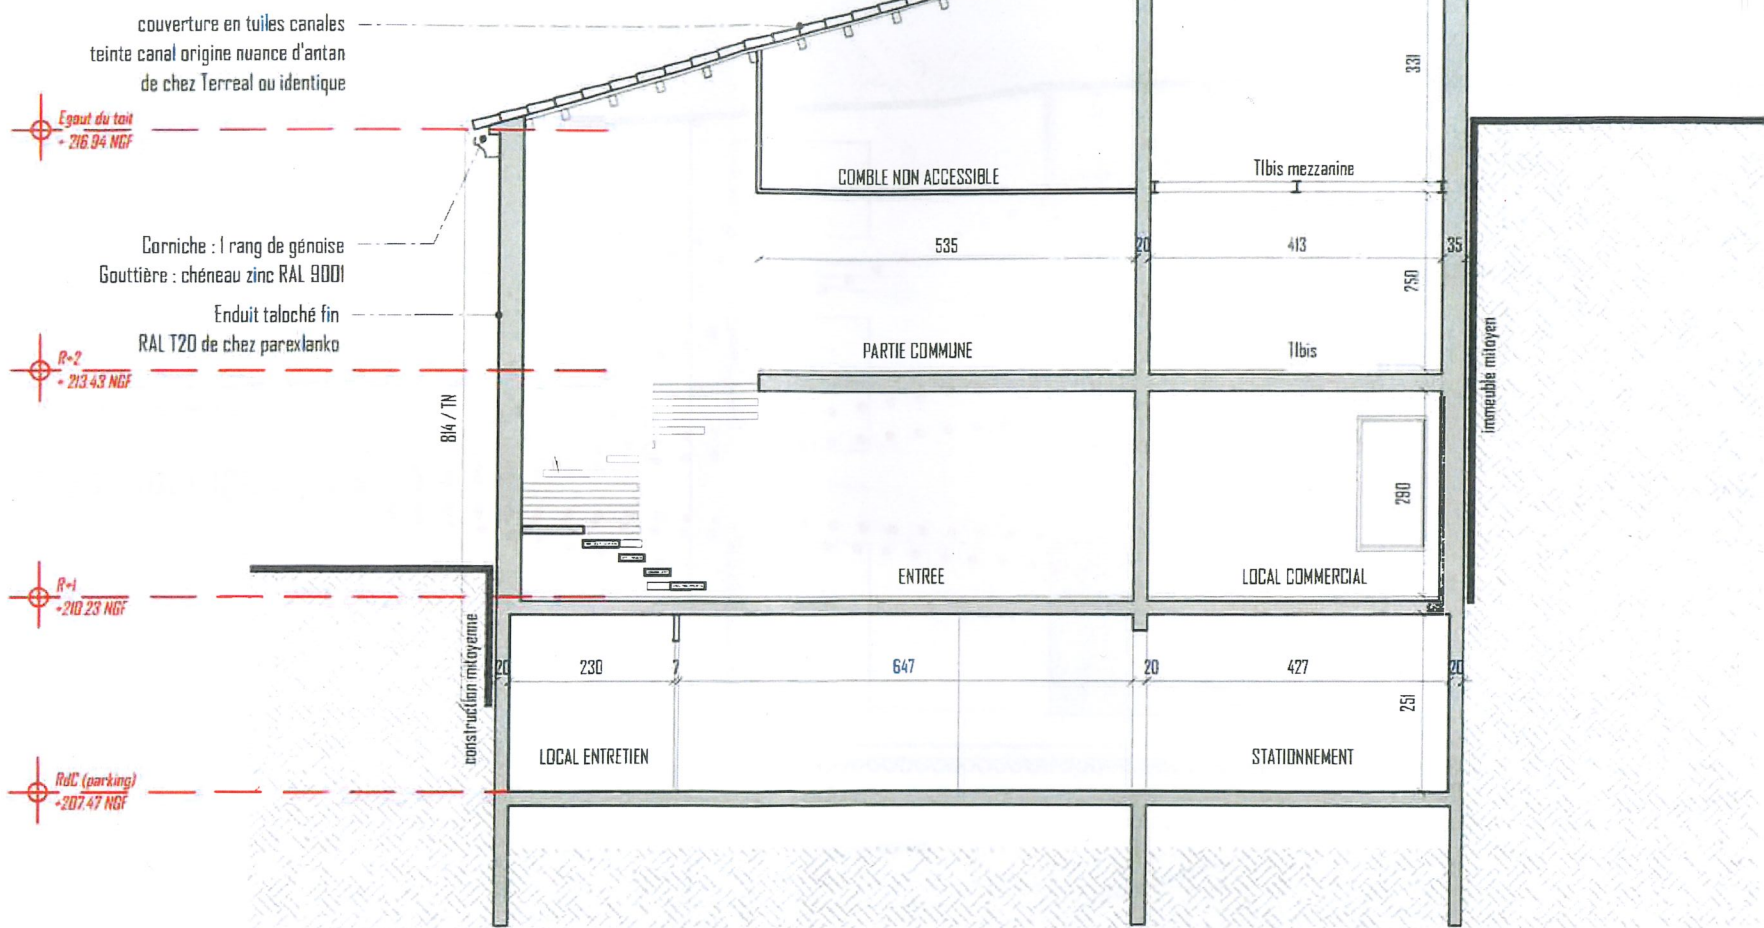 couverture en tuiles canales
teinte canal origine nuance d'antan
de chez Terreal ou identique
331
Egout du toit
+ 216.94 NGF
COMBLE NON ACCESSIBLE
T1bis mezzanine
Corniche : 1 rang de génoise
Gouttière : chéneau zinc RAL 9001
535
20
413
35
250
Enduit taloché fin
RAL T20 de chez parexlanko
R+2
+ 213.43 NGF
PARTIE COMMUNE
T1bis
immeuble mitoyen
814 / TN
290
R+1
+210.23 NGF
ENTREE
LOCAL COMMERCIAL
construction mitoyenne
20
230
7
647
20
427
20
251
LOCAL ENTRETIEN
STATIONNEMENT
RdC (parking)
+207.47 NGF